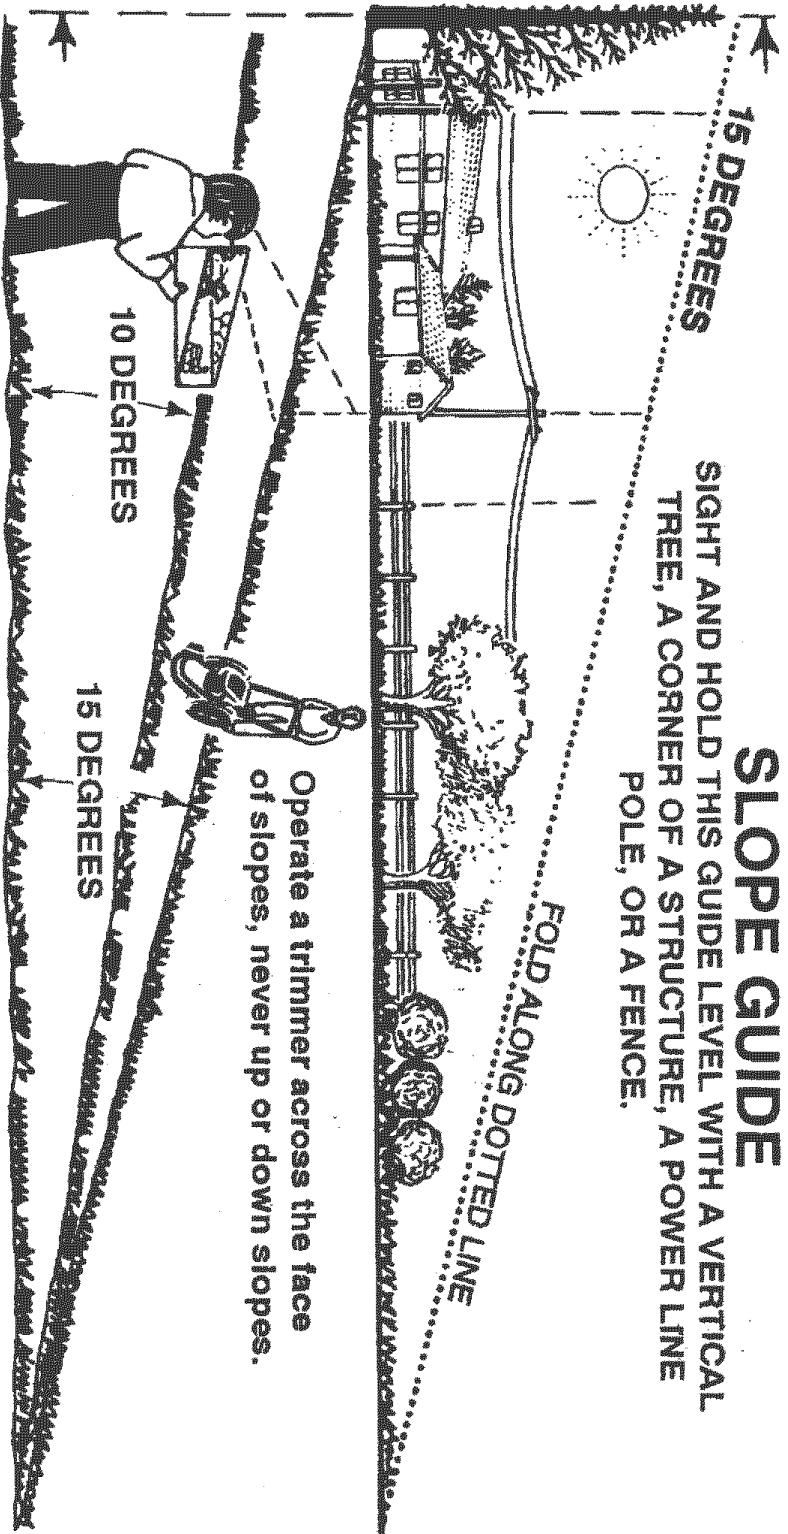 SLOPE GUIDE
SIGHT AND HOLD THIS GUIDE LEVEL WITH A VERTICAL
TREE, A CORNER OF A STRUCTURE, A POWER LINE
POLE, OR A FENCE.
15 DEGREES
FOLD ALONG DOTTED LINE
Operate a trimmer across the face
of slopes, never up or down slopes.
10 DEGREES
15 DEGREES